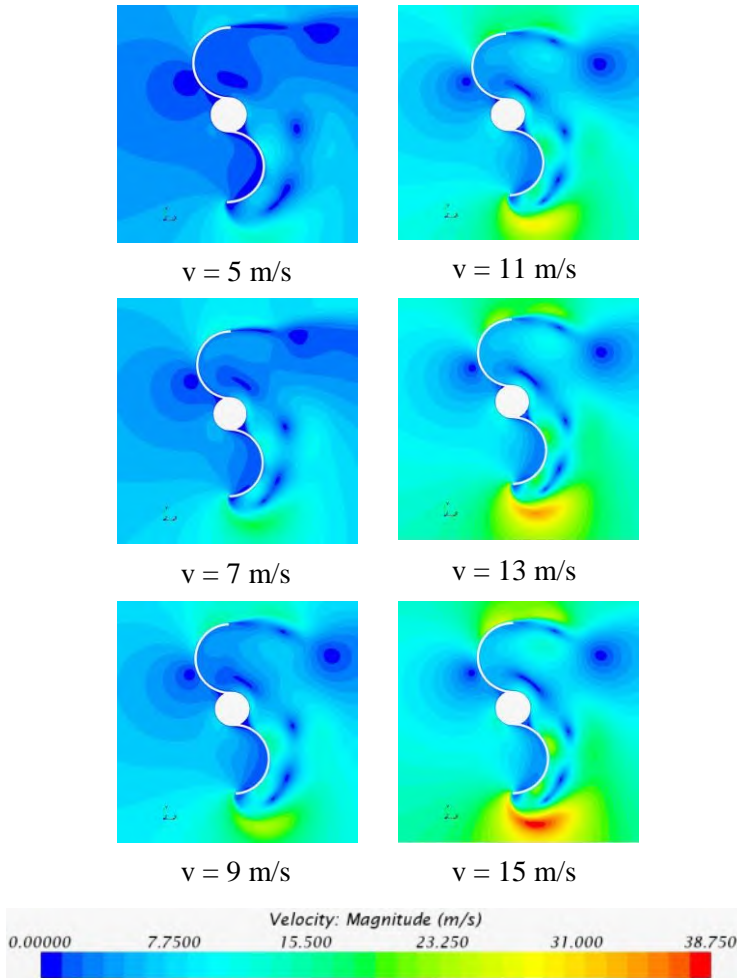 v = 5 m/s
v = 11 m/s
v = 7 m/s
v = 13 m/s
v = 9 m/s
v = 15 m/s
Velocity: Magnitude (m/s)
0.00000 7.7500 15.500 23.250 31.000 38.750